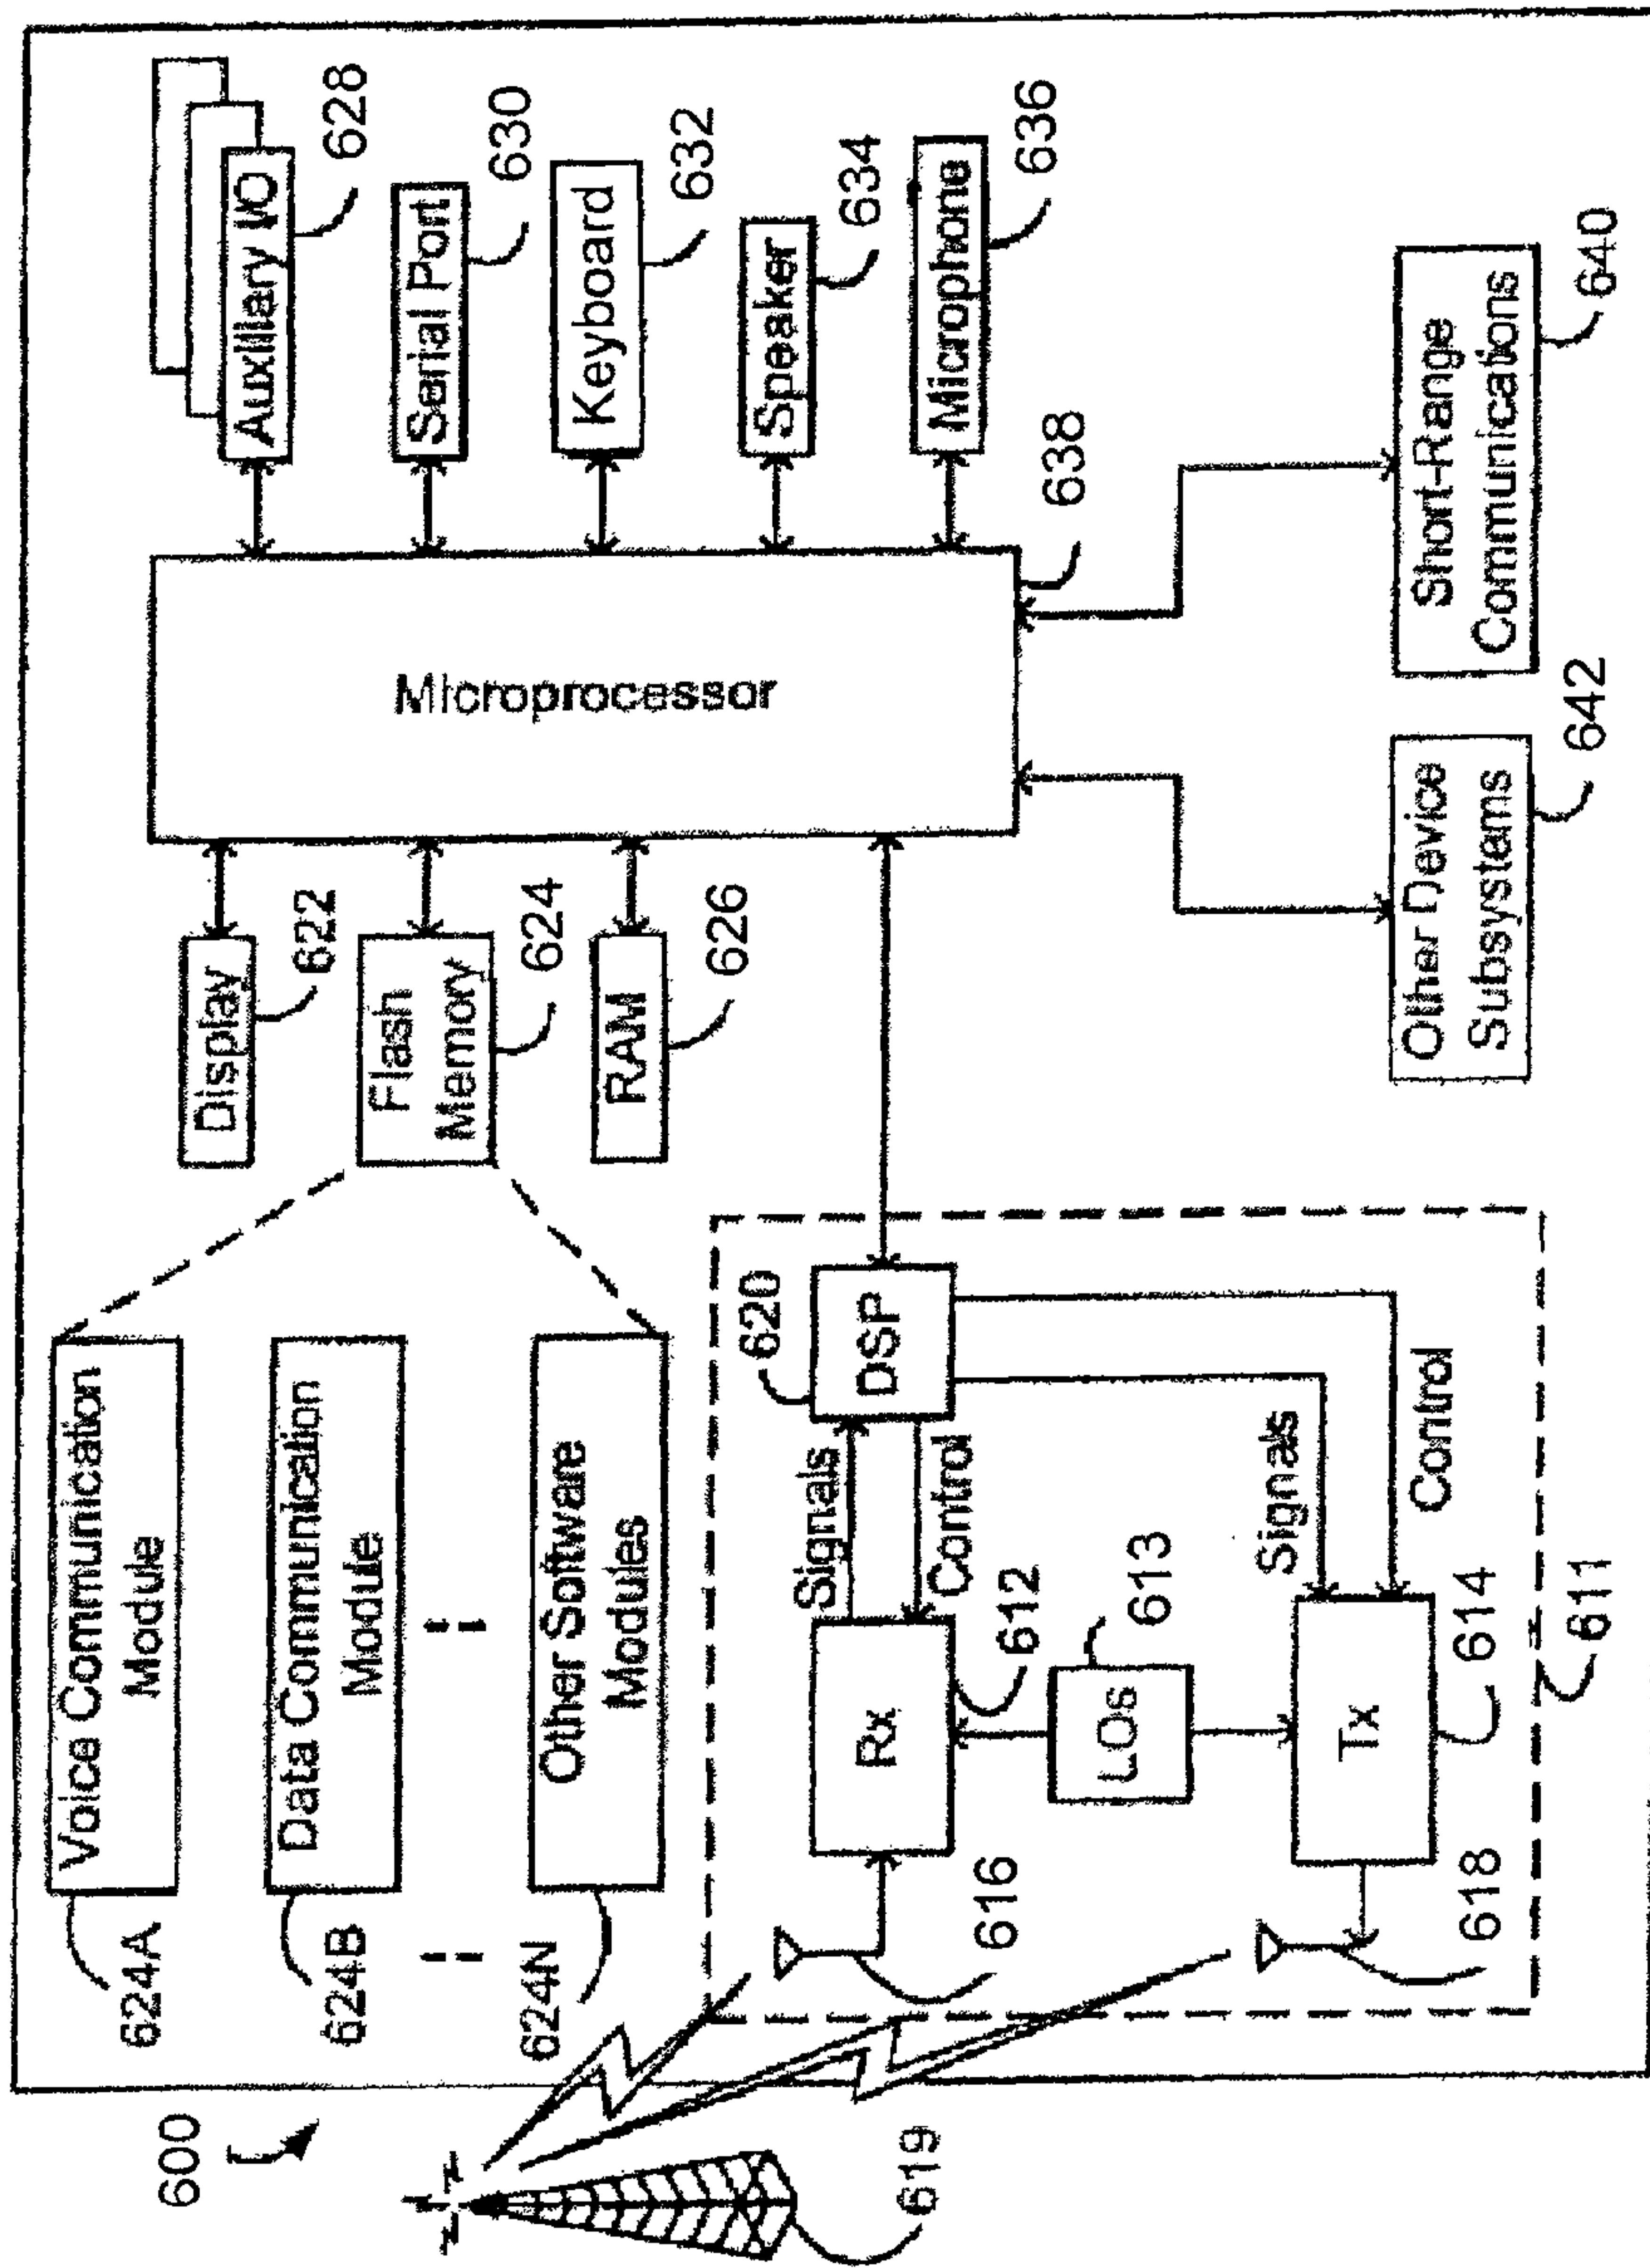 600
Voice Communication
Module
624A
Data Communication
Module
624B
Other Software
Modules
624N
Display
622
Flash
Memory
624
RAM
626
Microprocessor
638
Auxiliary I/O
628
Serial Port
630
Keyboard
632
Speaker
634
Microphone
636
Short-Range
Communications
640
Other Device
Subsystems
642
620
DSP
Signals
Control
Rx
612
LOs
613
Signals
Control
Tx
614
611
616
618
619